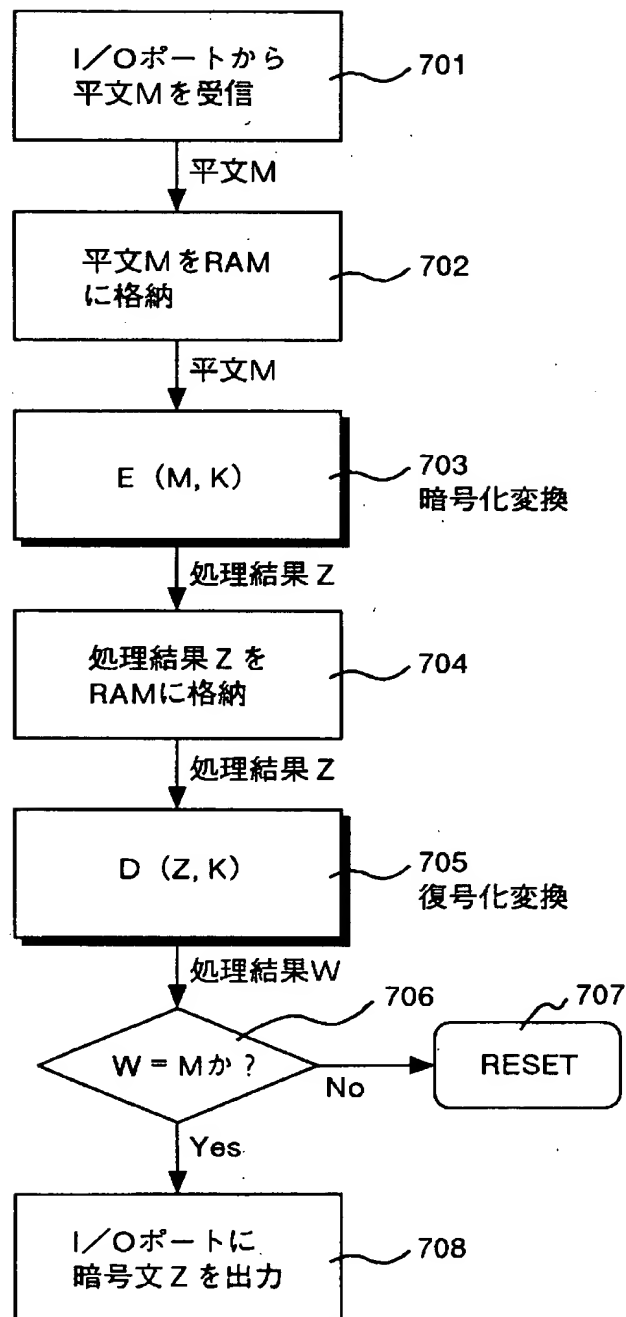 I/Oポートから
平文Mを受信
701
平文M
平文MをRAM
に格納
702
平文M
E (M, K)
703
暗号化変換
処理結果Z
処理結果Zを
RAMに格納
704
処理結果Z
D (Z, K)
705
復号化変換
処理結果W
706
W = Mか?
No
707
RESET
Yes
I/Oポートに
暗号文Zを出力
708